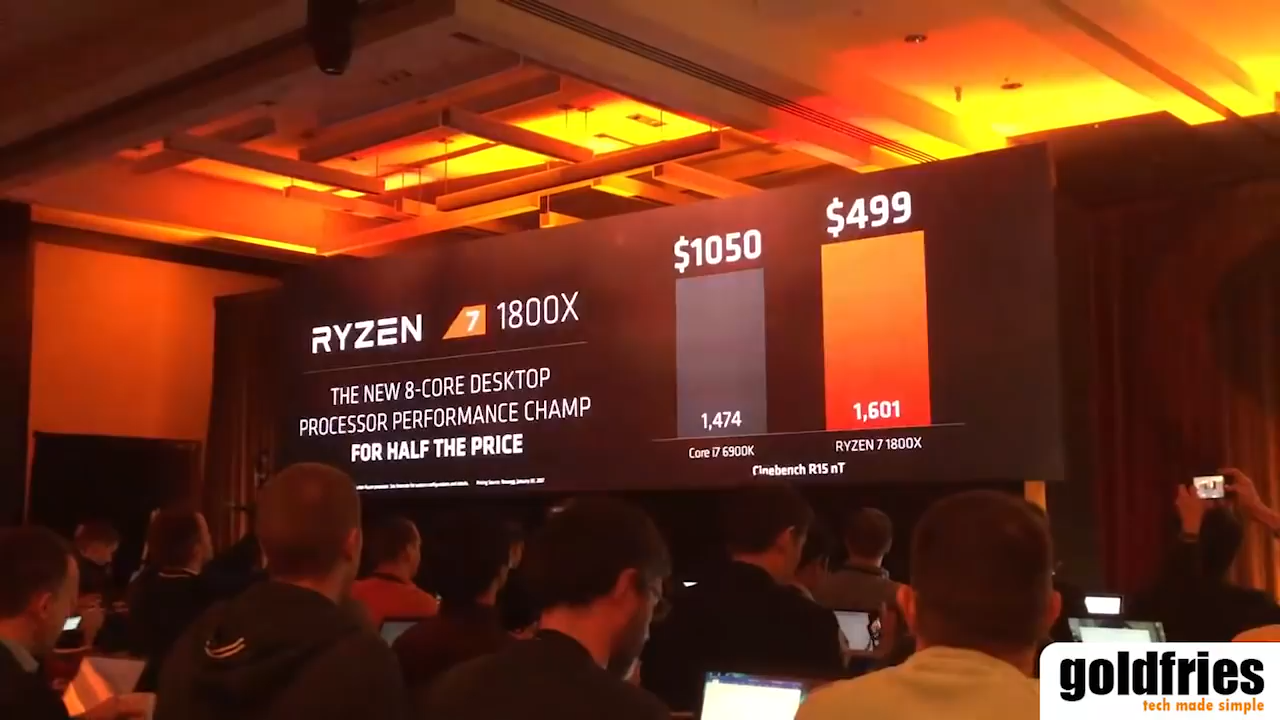 RYZEN 7 1800X
THE NEW 8-CORE DESKTOP
PROCESSOR PERFORMANCE CHAMP
FOR HALF THE PRICE
$1050
$499
1,474
1,601
Core i7 6900K
RYZEN 7 1800X
Cinebench R15 nT
goldfries
tech made simple